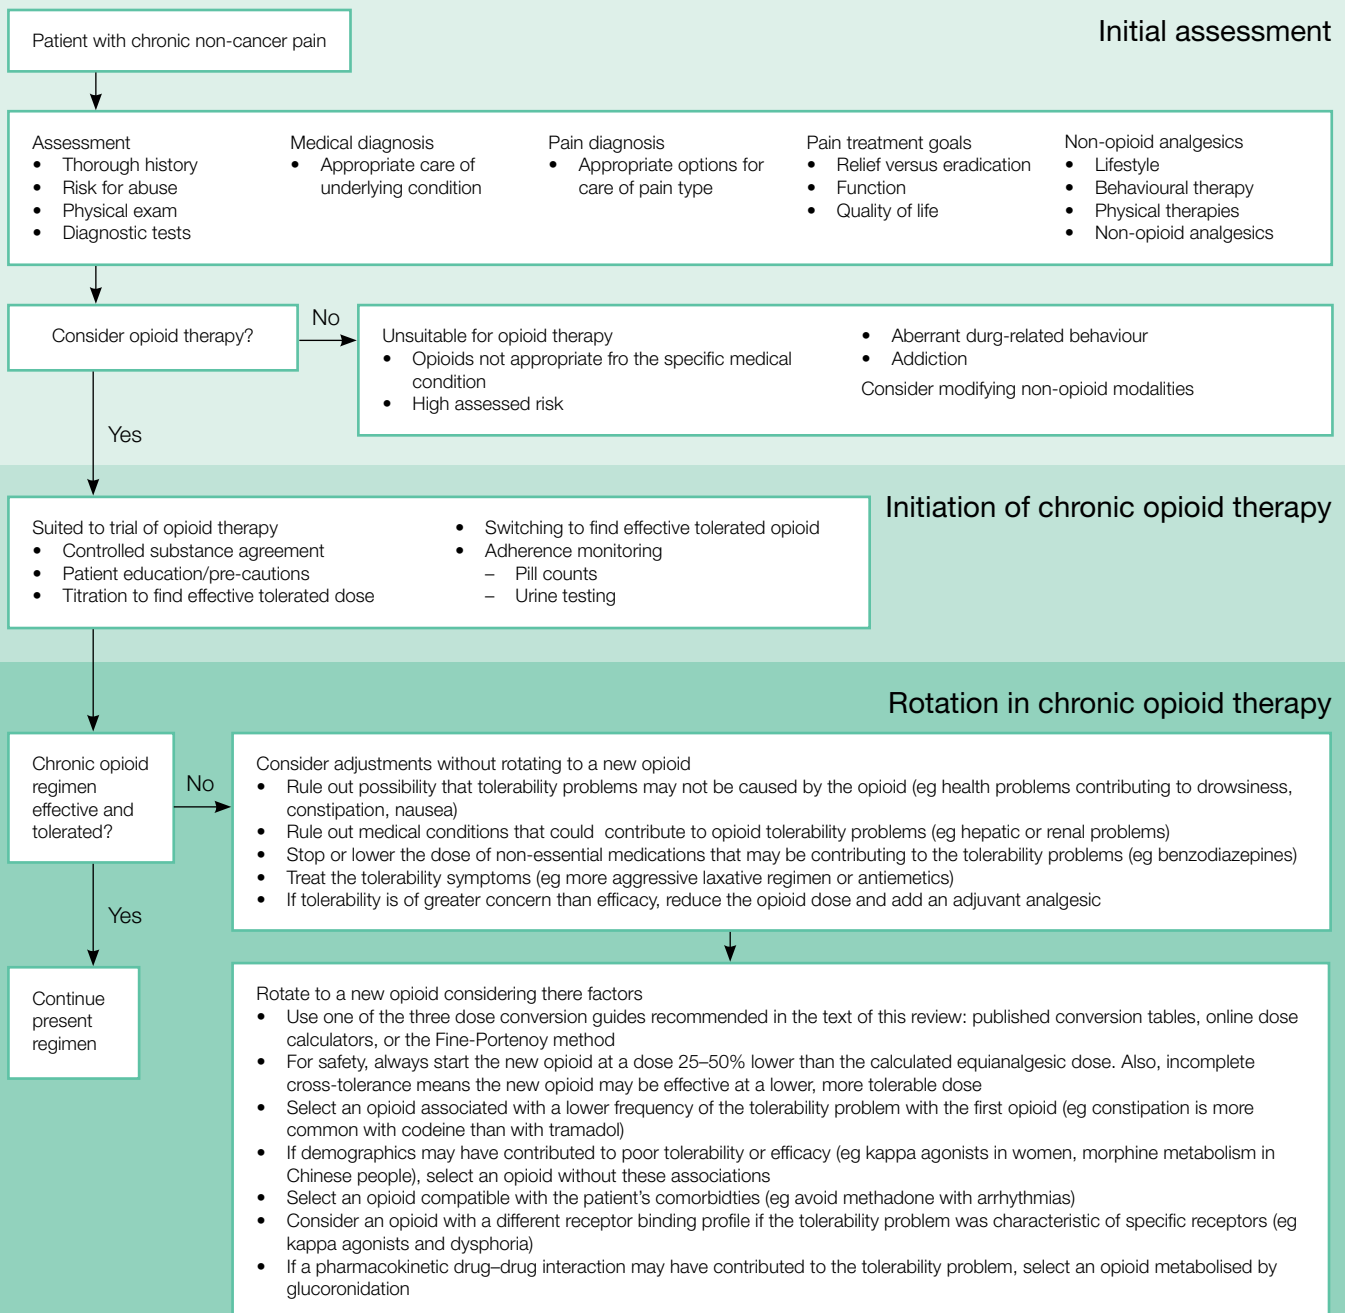 Initial assessment
Patient with chronic non-cancer pain
Assessment
• Thorough history
• Risk for abuse
• Physical exam
• Diagnostic tests
Medical diagnosis
• Appropriate care of
underlying condition
Pain diagnosis
• Appropriate options for
care of pain type
Pain treatment goals
• Relief versus eradication
• Function
• Quality of life
Non-opioid analgesics
• Lifestyle
• Behavioural therapy
• Physical therapies
• Non-opioid analgesics
Consider opioid therapy?
No
Unsuitable for opioid therapy
• Opioids not appropriate fro the specific medical
condition
• High assessed risk
• Aberrant durg-related behaviour
• Addiction
Consider modifying non-opioid modalities
Yes
Initiation of chronic opioid therapy
Suited to trial of opioid therapy
• Controlled substance agreement
• Patient education/pre-cautions
• Titration to find effective tolerated dose
• Switching to find effective tolerated opioid
• Adherence monitoring
– Pill counts
– Urine testing
Rotation in chronic opioid therapy
Chronic opioid
regimen
effective and
tolerated?
No
Consider adjustments without rotating to a new opioid
• Rule out possibility that tolerability problems may not be caused by the opioid (eg health problems contributing to drowsiness,
constipation, nausea)
• Rule out medical conditions that could contribute to opioid tolerability problems (eg hepatic or renal problems)
• Stop or lower the dose of non-essential medications that may be contributing to the tolerability problems (eg benzodiazepines)
• Treat the tolerability symptoms (eg more aggressive laxative regimen or antiemetics)
• If tolerability is of greater concern than efficacy, reduce the opioid dose and add an adjuvant analgesic
Yes
Continue
present
regimen
Rotate to a new opioid considering there factors
• Use one of the three dose conversion guides recommended in the text of this review: published conversion tables, online dose
calculators, or the Fine-Portenoy method
• For safety, always start the new opioid at a dose 25–50% lower than the calculated equianalgesic dose. Also, incomplete
cross-tolerance means the new opioid may be effective at a lower, more tolerable dose
• Select an opioid associated with a lower frequency of the tolerability problem with the first opioid (eg constipation is more
common with codeine than with tramadol)
• If demographics may have contributed to poor tolerability or efficacy (eg kappa agonists in women, morphine metabolism in
Chinese people), select an opioid without these associations
• Select an opioid compatible with the patient's comorbidties (eg avoid methadone with arrhythmias)
• Consider an opioid with a different receptor binding profile if the tolerability problem was characteristic of specific receptors (eg
kappa agonists and dysphoria)
• If a pharmacokinetic drug–drug interaction may have contributed to the tolerability problem, select an opioid metabolised by
glucoronidation